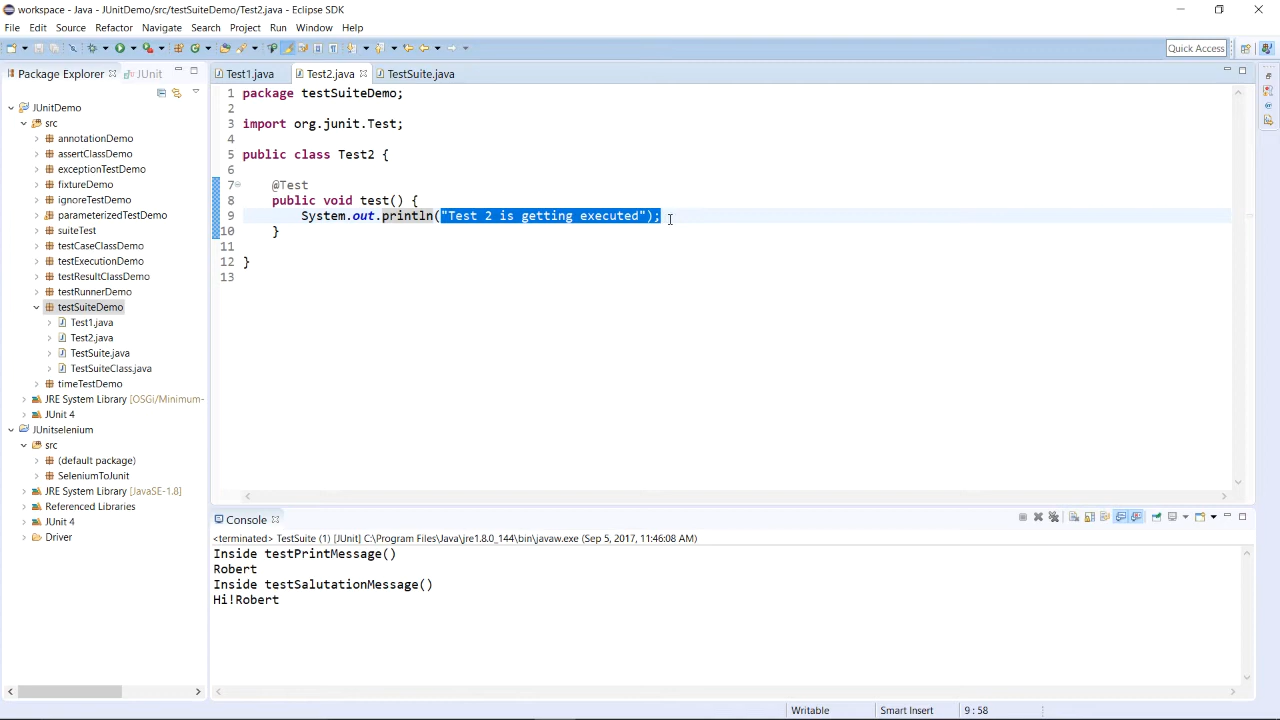 workspace - Java - JUnitDemo/src/testSuiteDemo/Test2.java - Eclipse SDK
File Edit Source Refactor Navigate Search Project Run Window Help
Quick Access
Package Explorer JUnit
Test1.java Test2.java TestSuite.java
JUnitDemo
src
annotationDemo
assertClassDemo
exceptionTestDemo
fixtureDemo
ignoreTestDemo
parameterizedTestDemo
suiteTest
testCaseClassDemo
testExecutionDemo
testResultClassDemo
testRunnerDemo
testSuiteDemo
Test1.java
Test2.java
TestSuite.java
TestSuiteClass.java
timeTestDemo
JRE System Library [OSGi/Minimum-
JUnit 4
JUnitselenium
src
(default package)
SeleniumToJunit
JRE System Library [JavaSE-1.8]
Referenced Libraries
JUnit 4
Driver
1 package testSuiteDemo;
2
3 import org.junit.Test;
4
5 public class Test2 {
6
7 @Test
8 public void test() {
9 System.out.println("Test 2 is getting executed");
10 }
11
12 }
13
Console
<terminated> TestSuite (1) [JUnit] C:\Program Files\Java\jre1.8.0_144\bin\javaw.exe (Sep 5, 2017, 11:46:08 AM)
Inside testPrintMessage()
Robert
Inside testSalutationMessage()
Hi!Robert
Writable Smart Insert 9 : 58